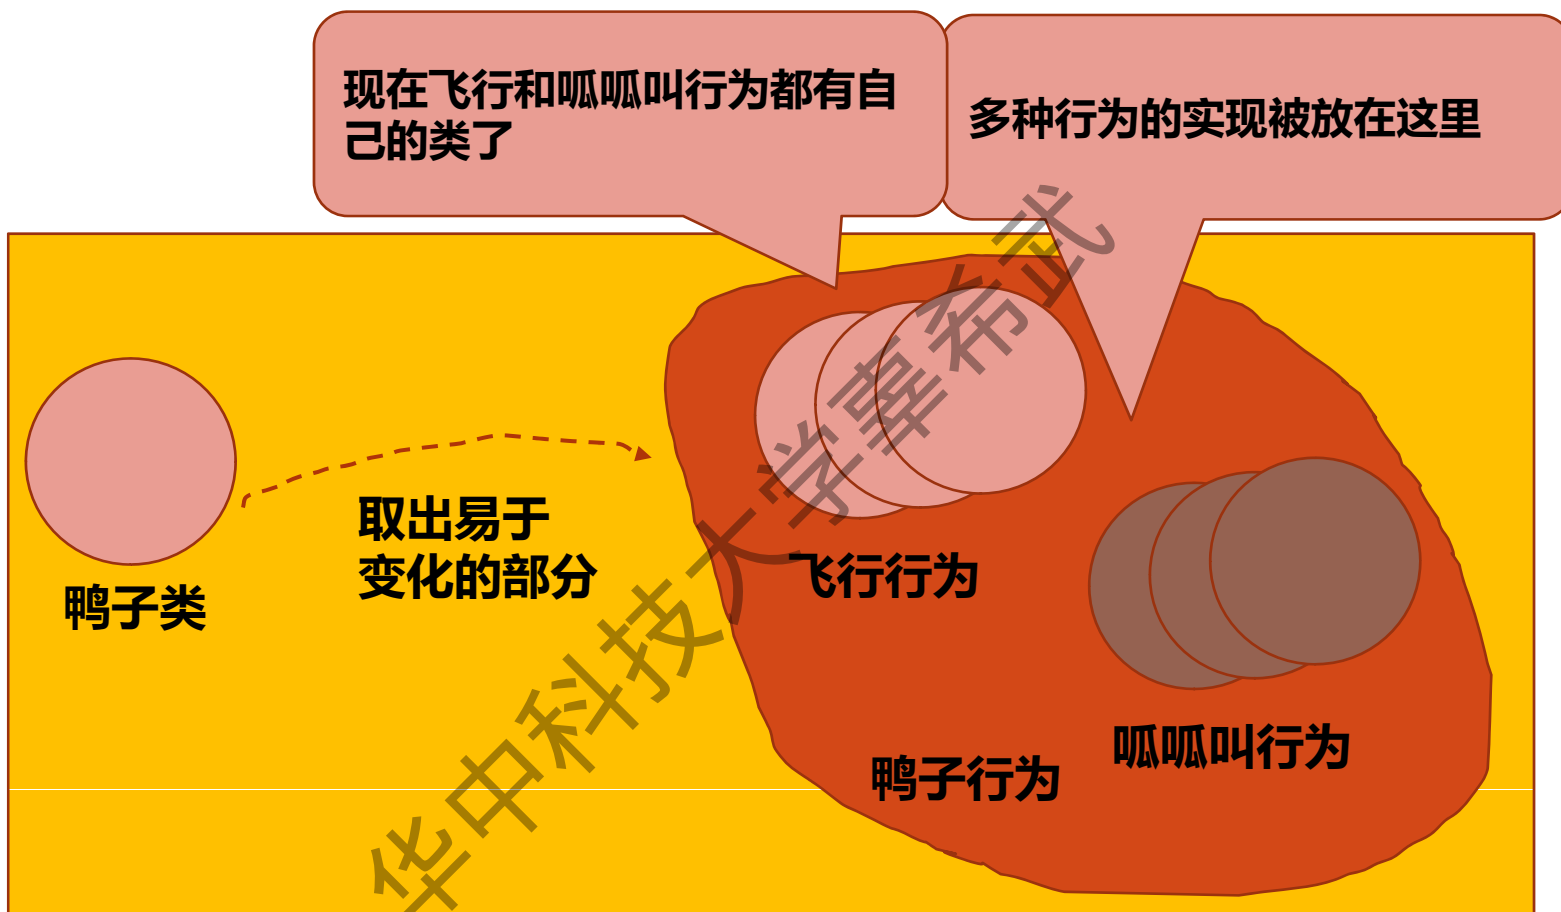 现在飞行和呱呱叫行为都有自
己的类了
多种行为的实现被放在这里
取出易于
变化的部分
鸭子类
飞行行为
呱呱叫行为
鸭子行为
华中科技大学辜希武